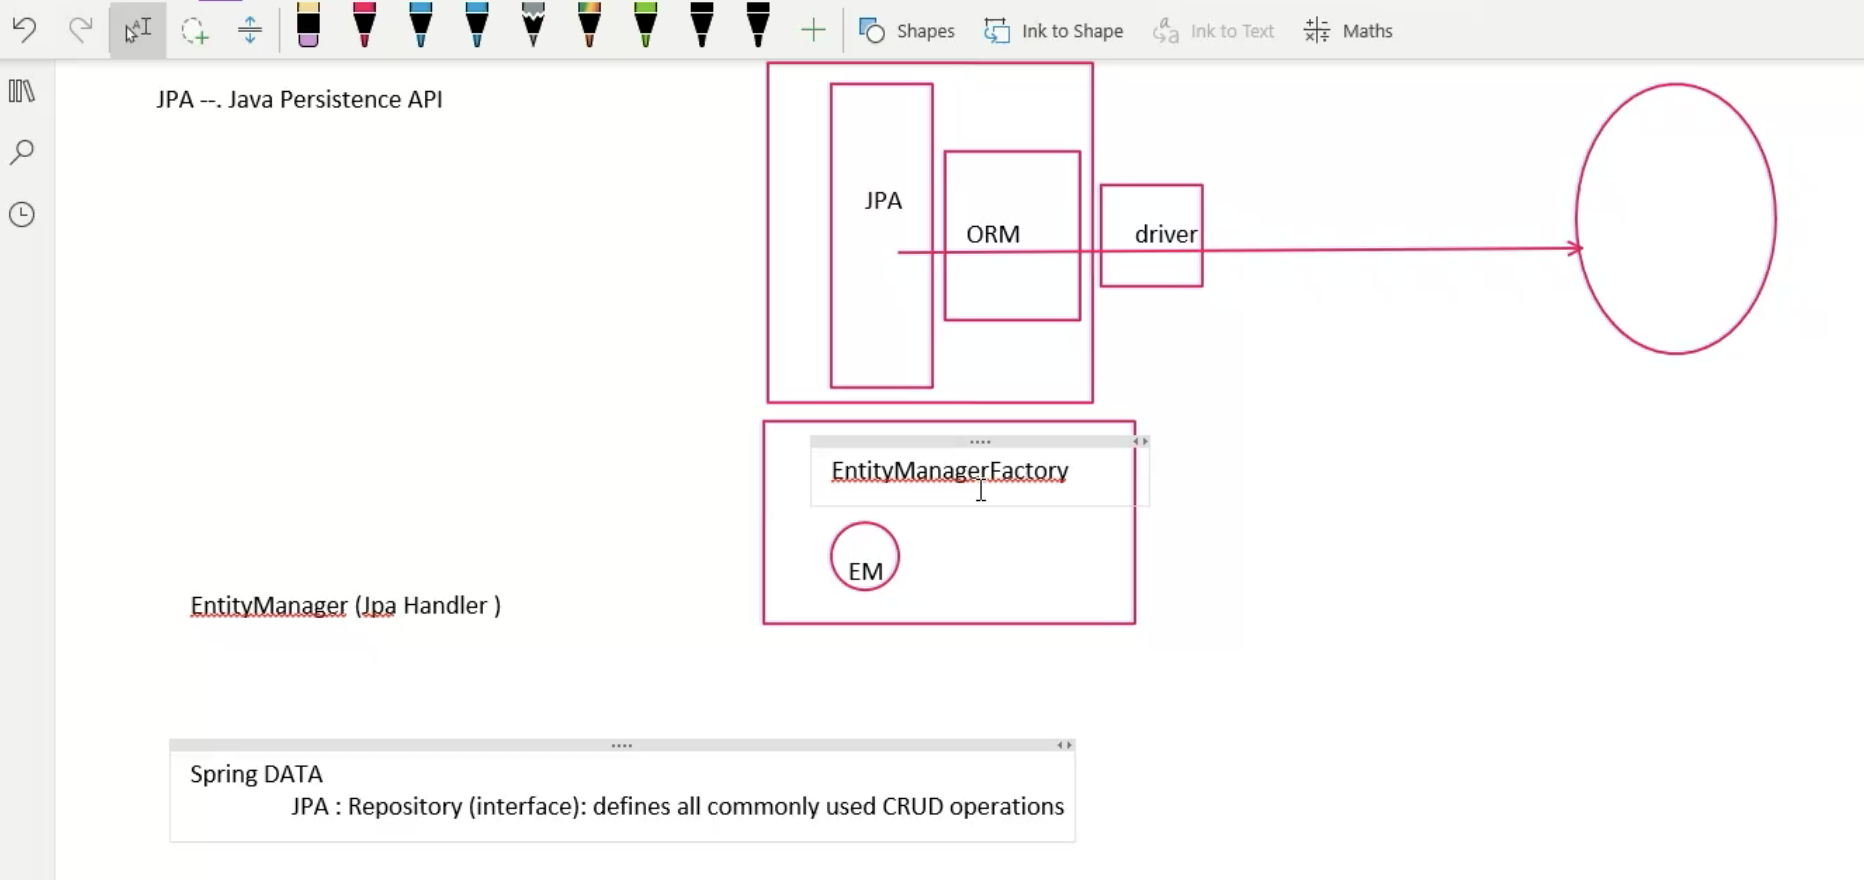 Shapes
Ink to Shape
Ink to Text
Maths
JPA --. Java Persistence API
JPA
ORM
driver
EntityManagerFactory
EM
EntityManager (Jpa Handler )
Spring DATA
JPA : Repository (interface): defines all commonly used CRUD operations